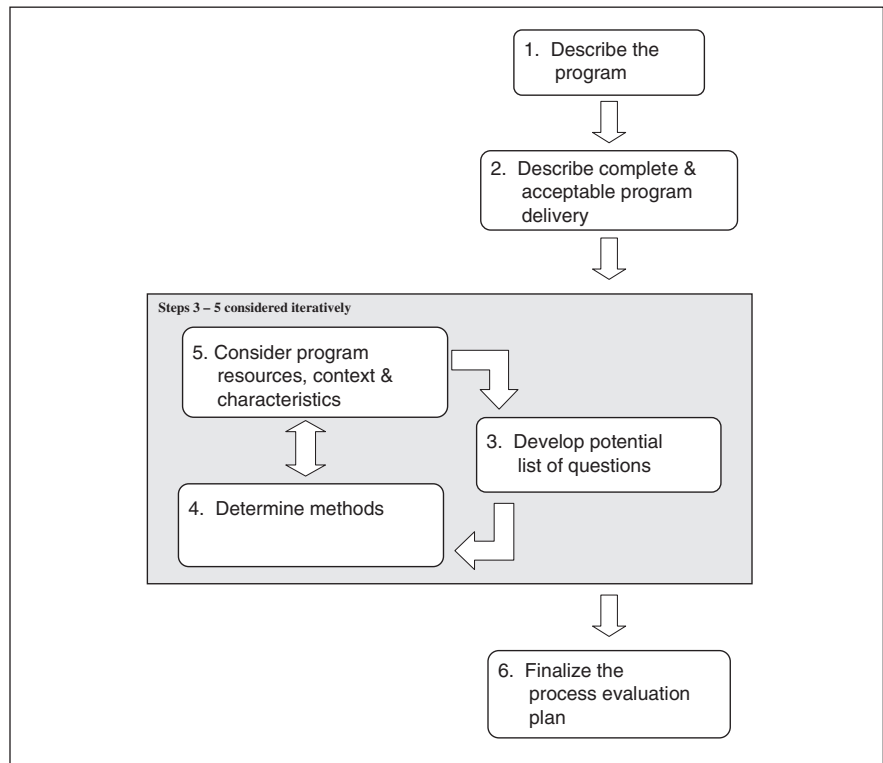 1. Describe the
program
2. Describe complete &
acceptable program
delivery
Steps 3 – 5 considered iteratively
5. Consider program
resources, context &
characteristics
3. Develop potential
list of questions
4. Determine methods
6. Finalize the
process evaluation
plan